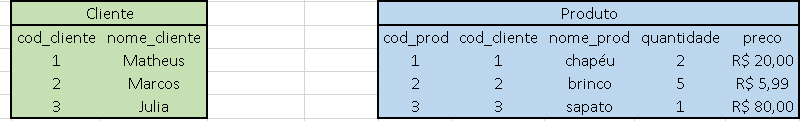 Cliente Produto
cod_cliente nome_cliente cod_prod cod_cliente nome_prod quantidade preco
1 Matheus 1 1 chapéu 2 R$ 20,00
2 Marcos 2 2 brinco 5 R$ 5,99
3 Julia 3 3 sapato 1 R$ 80,00